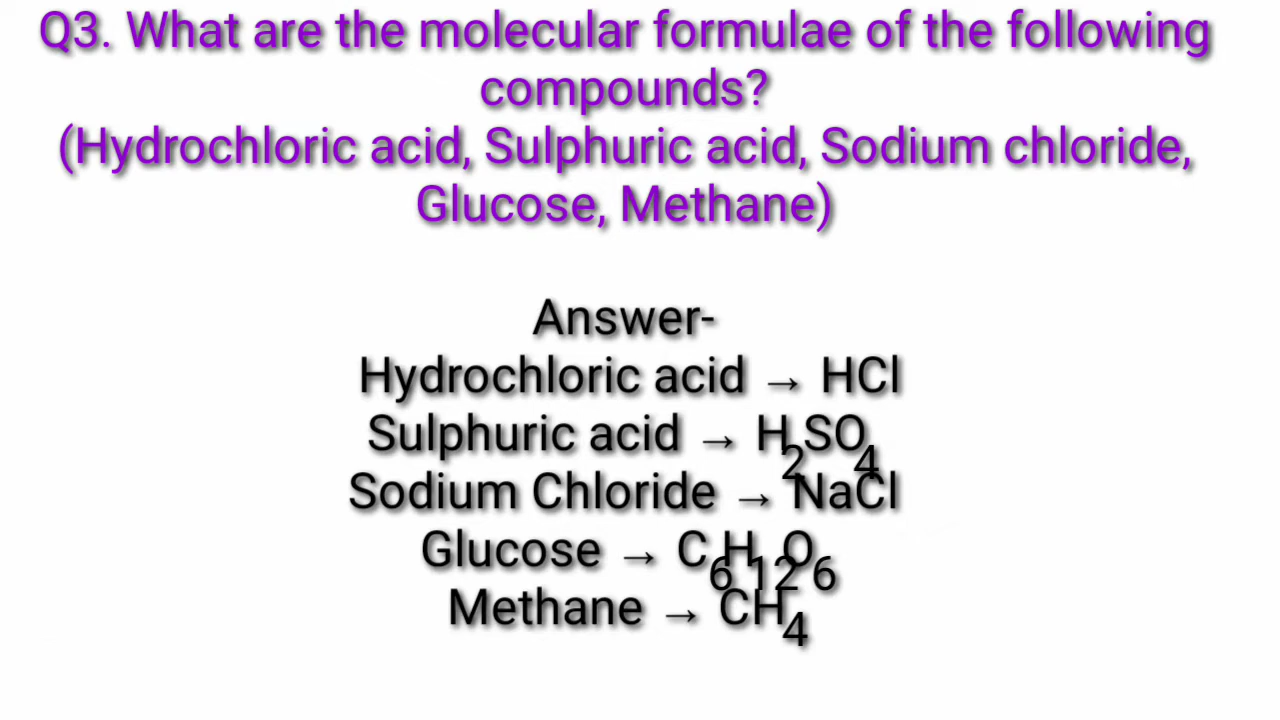 Q3. What are the molecular formulae of the following
compounds?
(Hydrochloric acid, Sulphuric acid, Sodium chloride,
Glucose, Methane)
Answer-
Hydrochloric acid → HCl
Sulphuric acid → H₂SO₄
Sodium Chloride → NaCl
Glucose → C₆H₁₂O₆
Methane → CH₄